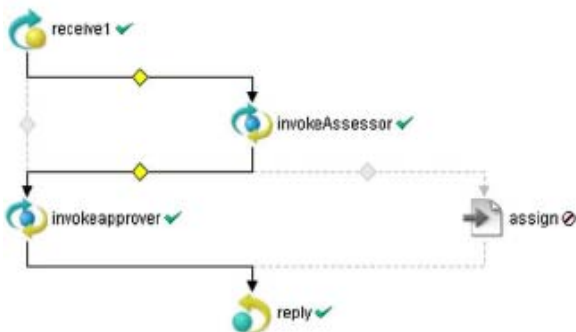 receive1
invokeAssessor
invokeapprover
assign
reply